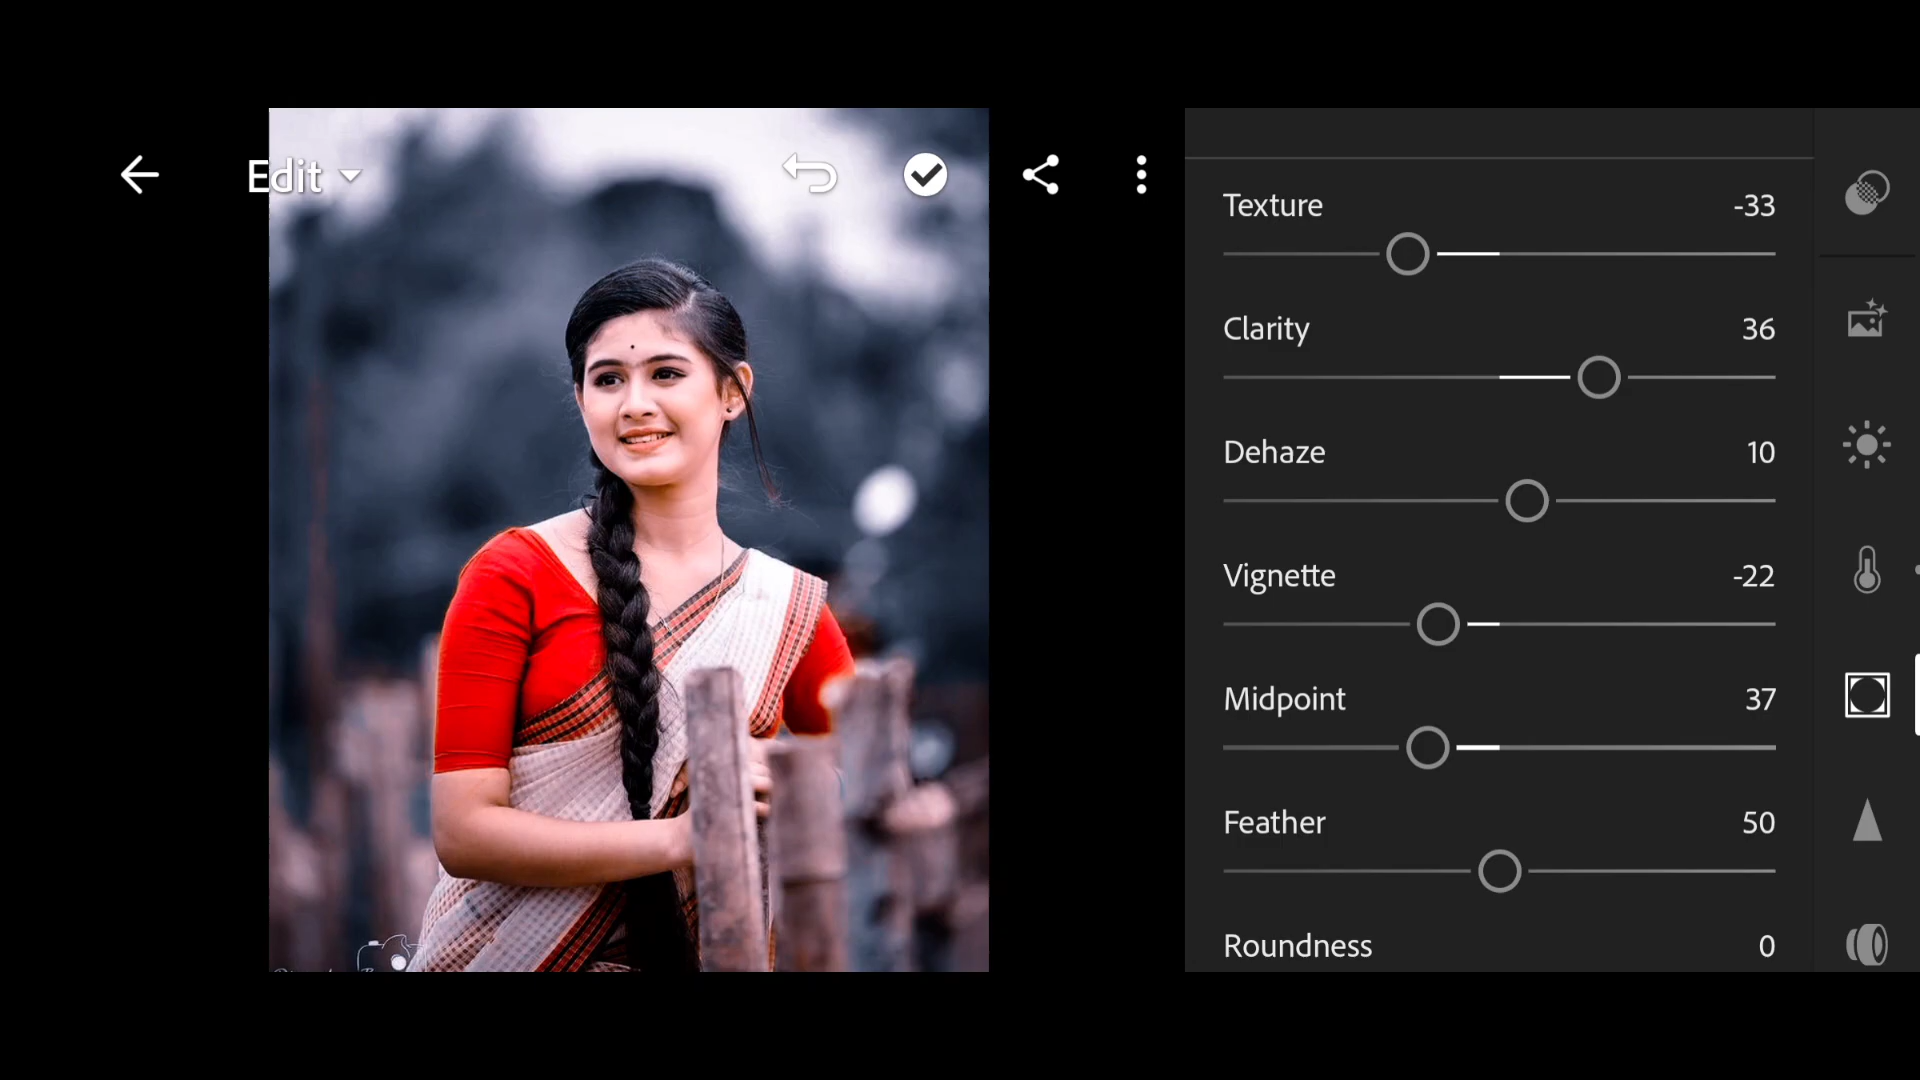 Edit
Texture -33
Clarity 36
Dehaze 10
Vignette -22
Midpoint 37
Feather 50
Roundness 0